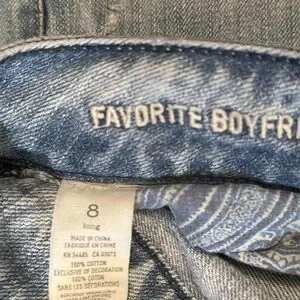 FAVORITE BOYFRI
8
long
MADE IN CHINA
FABRIQUÉ EN CHINE
RN 54485 CA 03672
100% COTTON
EXCLUSIVE OF DECORATION
100% COTON
DANS LES DÉCORATIONS